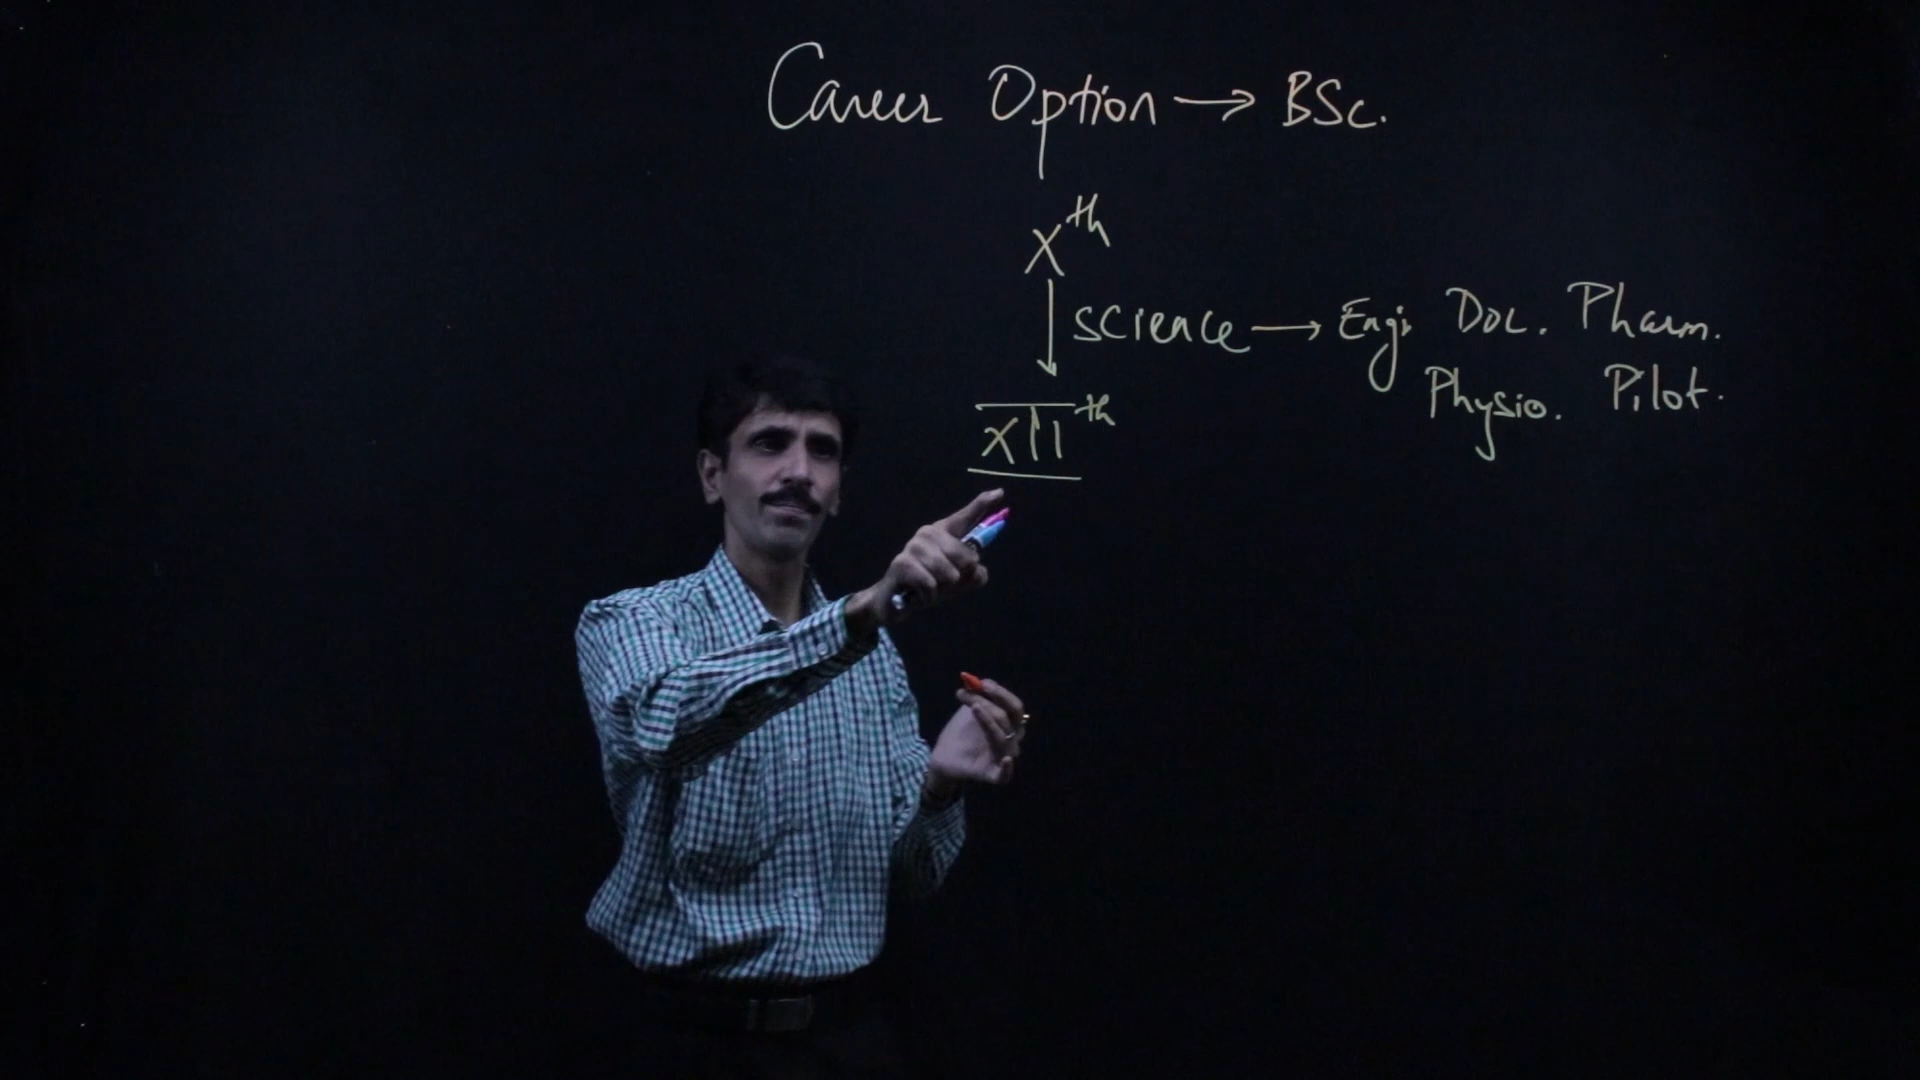 Career Option → BSc.
Xth
science → Engi. Doc. Pharm.
Physio. Pilot.
XIIth